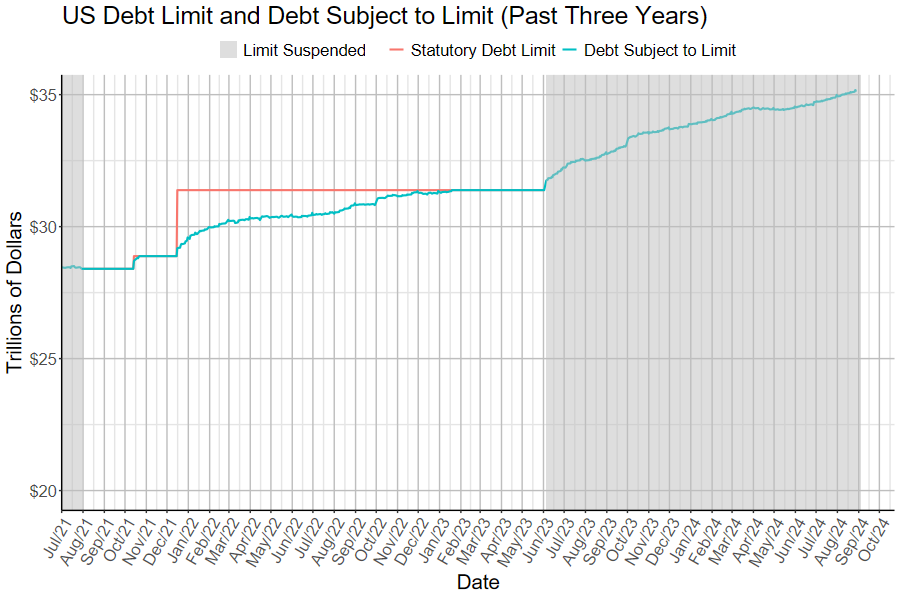 US Debt Limit and Debt Subject to Limit (Past Three Years)
Limit Suspended Statutory Debt Limit Debt Subject to Limit
Trillions of Dollars
$35
$30
$25
$20
Jul/21 Aug/21 Sep/21 Oct/21 Nov/21 Dec/21 Jan/22 Feb/22 Mar/22 Apr/22 May/22 Jun/22 Jul/22 Aug/22 Sep/22 Oct/22 Nov/22 Dec/22 Jan/23 Feb/23 Mar/23 Apr/23 May/23 Jun/23 Jul/23 Aug/23 Sep/23 Oct/23 Nov/23 Dec/23 Jan/24 Feb/24 Mar/24 Apr/24 May/24 Jun/24 Jul/24 Aug/24 Sep/24 Oct/24
Date